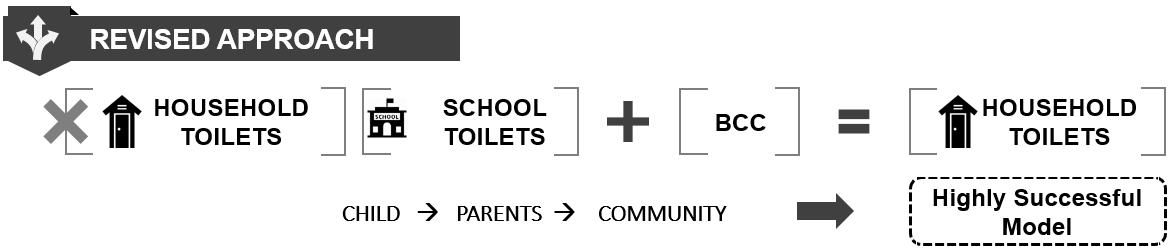 REVISED APPROACH
HOUSEHOLD TOILETS
SCHOOL
SCHOOL TOILETS
+
BCC
=
HOUSEHOLD TOILETS
CHILD → PARENTS → COMMUNITY
Highly Successful
Model